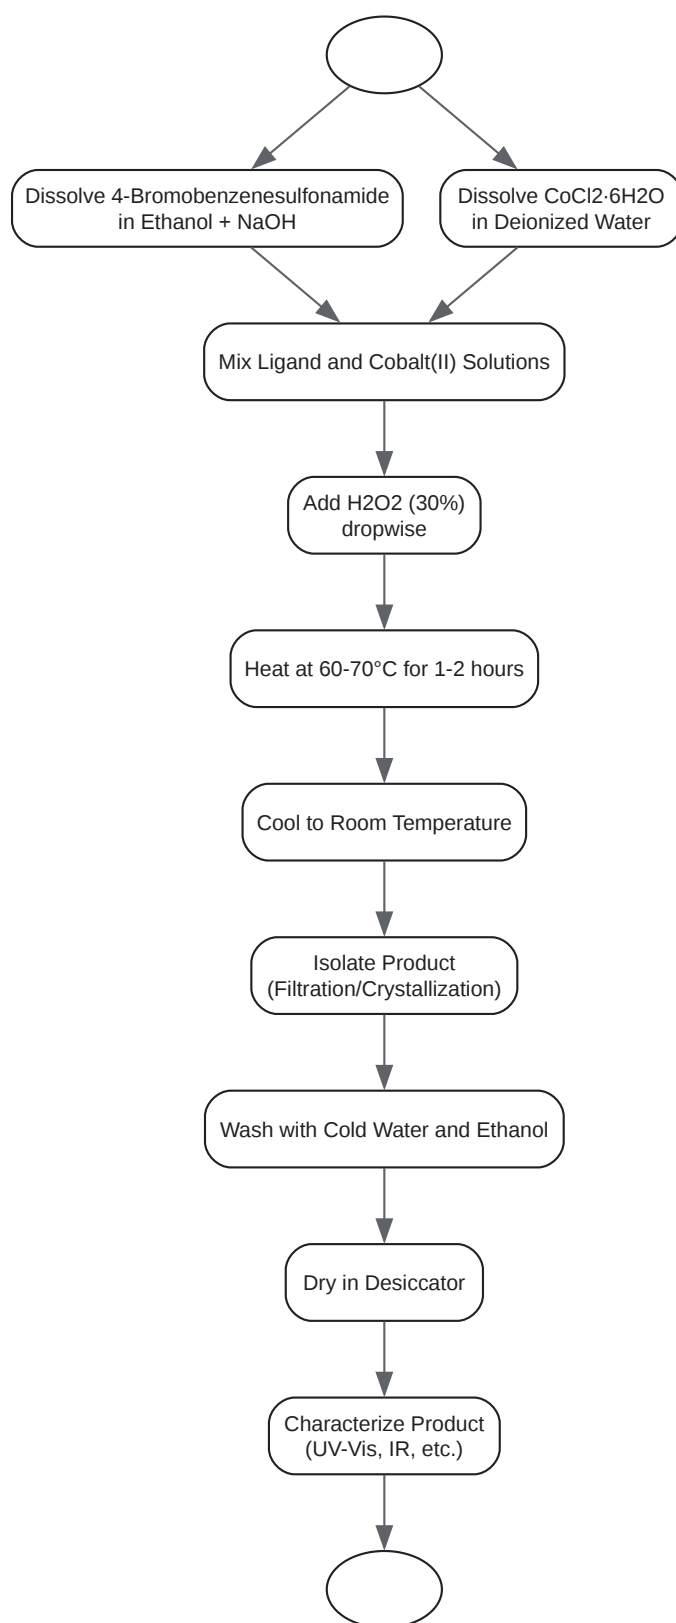 Dissolve 4-Bromobenzenesulfonamide
in Ethanol + NaOH
Dissolve CoCl2·6H2O
in Deionized Water
Mix Ligand and Cobalt(II) Solutions
Add H2O2 (30%)
dropwise
Heat at 60-70°C for 1-2 hours
Cool to Room Temperature
Isolate Product
(Filtration/Crystallization)
Wash with Cold Water and Ethanol
Dry in Desiccator
Characterize Product
(UV-Vis, IR, etc.)